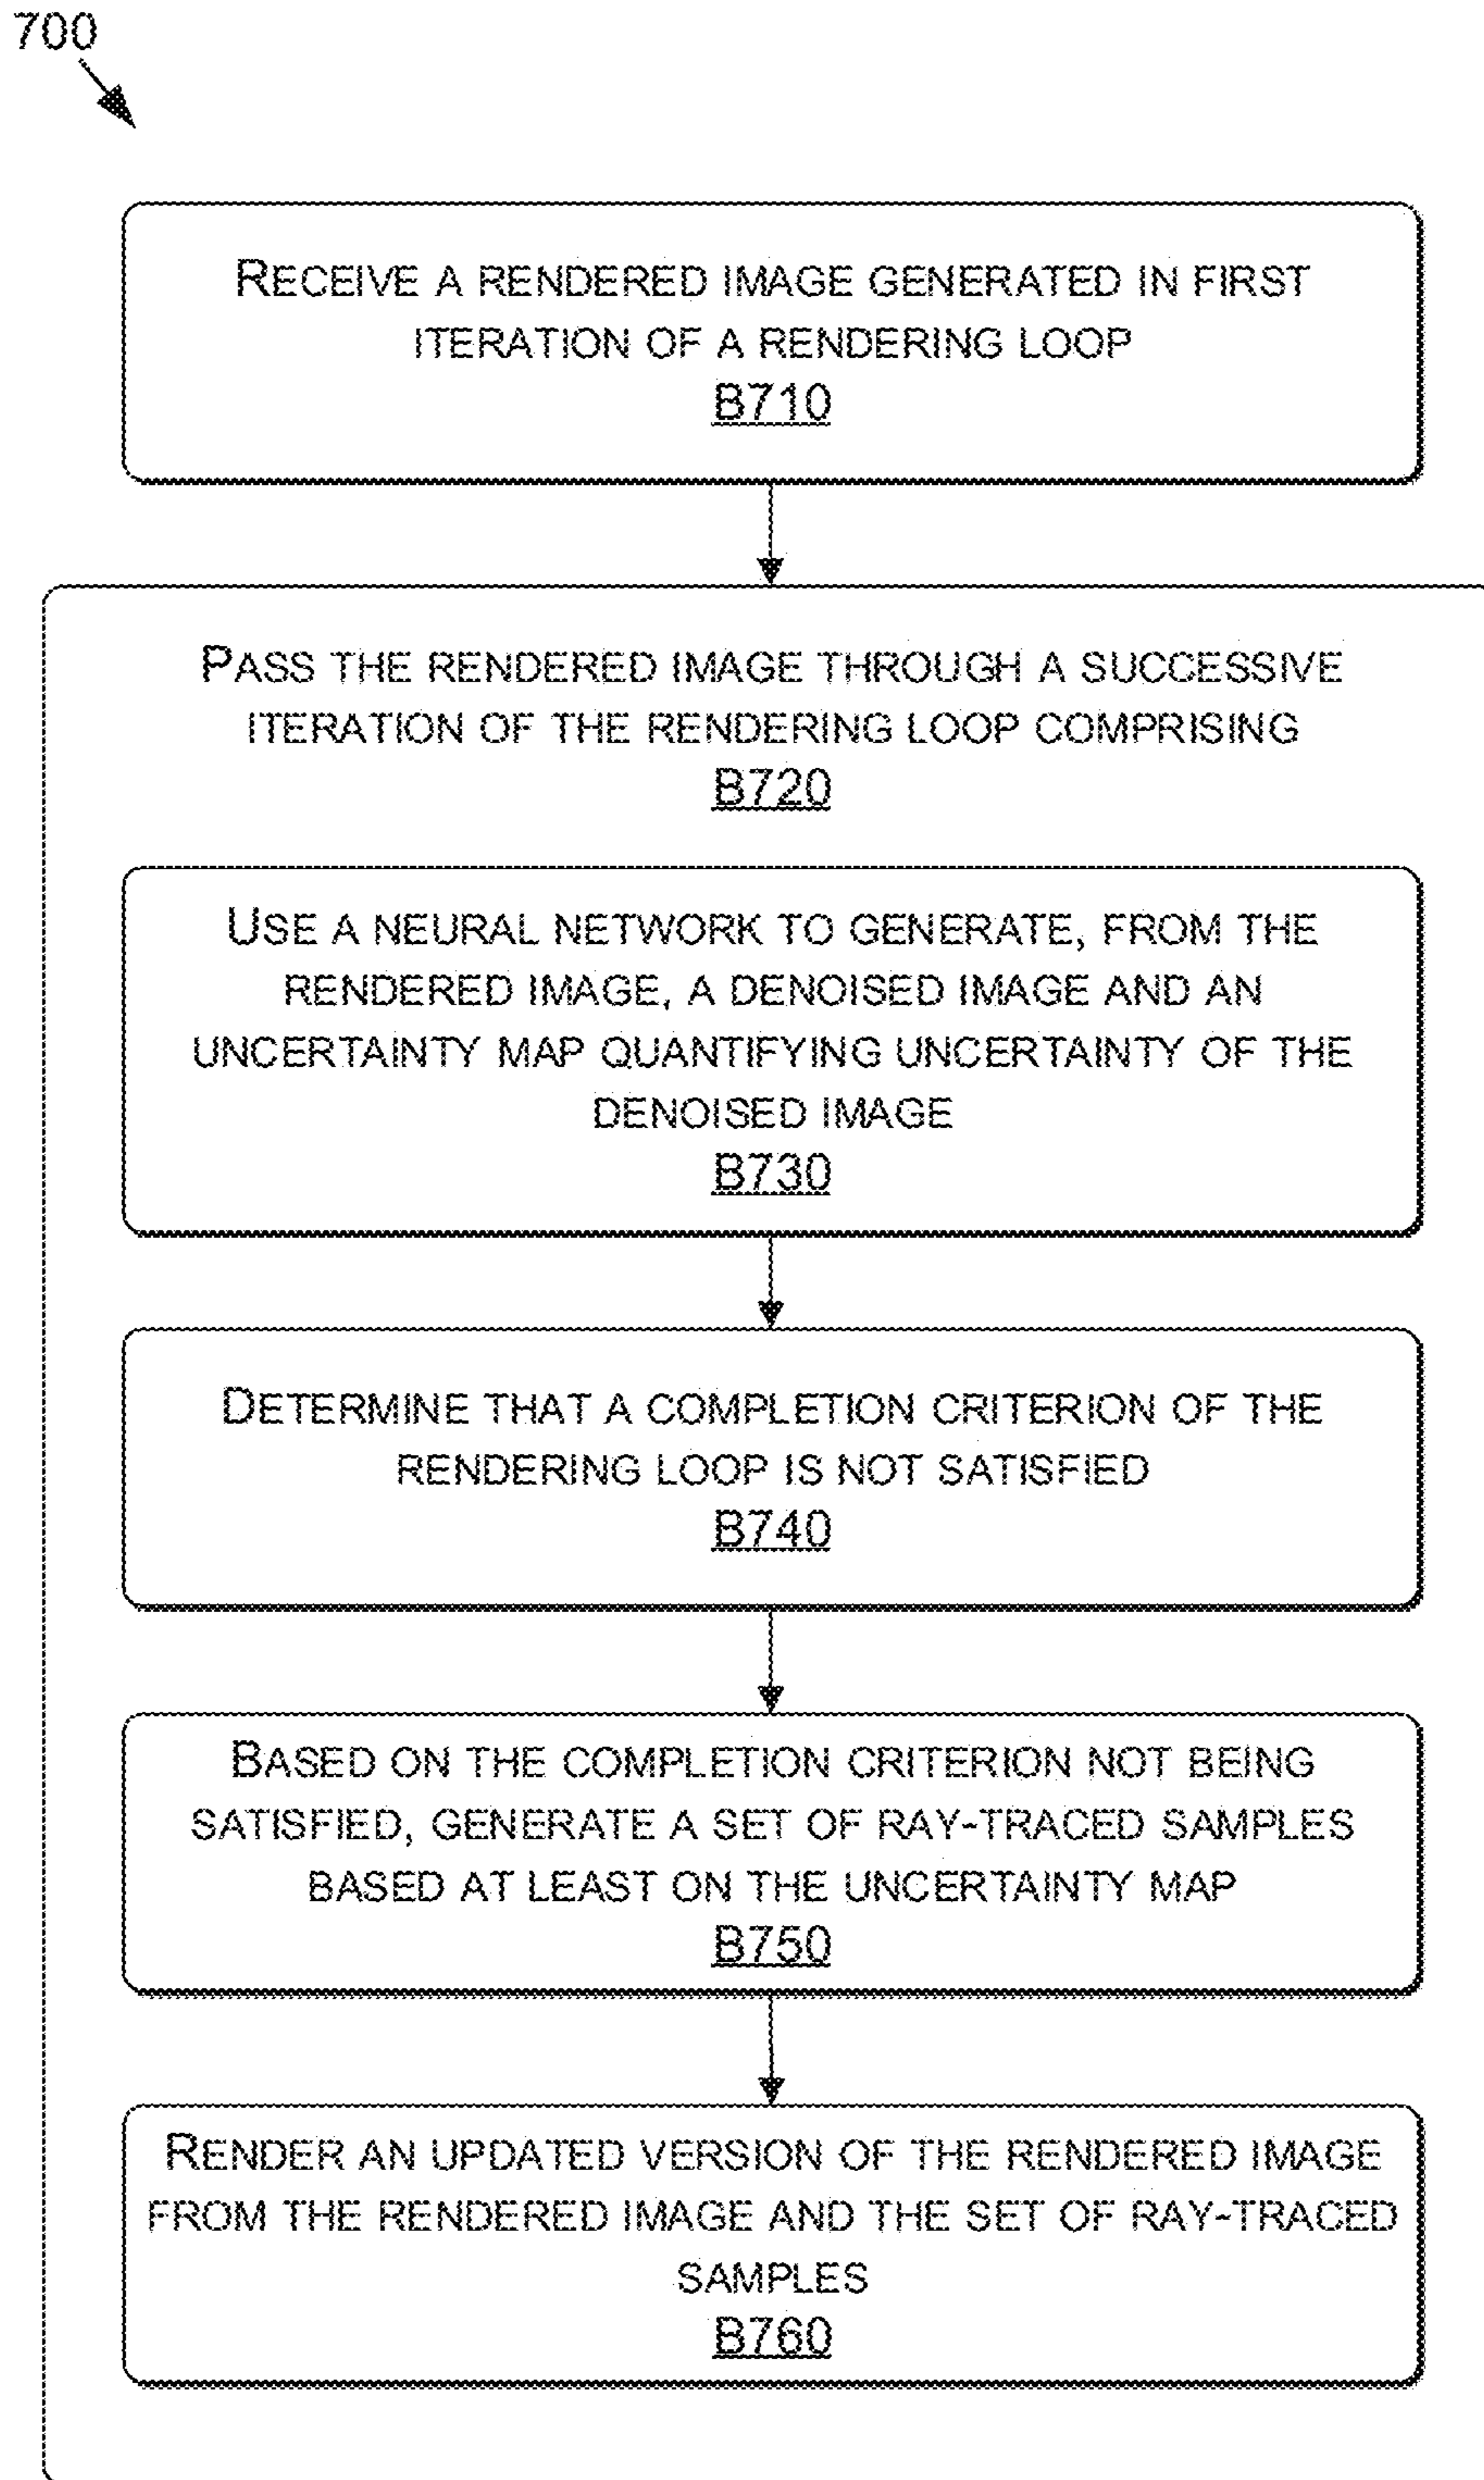 700
RECEIVE A RENDERED IMAGE GENERATED IN FIRST
ITERATION OF A RENDERING LOOP
B710
PASS THE RENDERED IMAGE THROUGH A SUCCESSIVE
ITERATION OF THE RENDERING LOOP COMPRISING
B720
USE A NEURAL NETWORK TO GENERATE, FROM THE
RENDERED IMAGE, A DENOISED IMAGE AND AN
UNCERTAINTY MAP QUANTIFYING UNCERTAINTY OF THE
DENOISED IMAGE
B730
DETERMINE THAT A COMPLETION CRITERION OF THE
RENDERING LOOP IS NOT SATISFIED
B740
BASED ON THE COMPLETION CRITERION NOT BEING
SATISFIED, GENERATE A SET OF RAY-TRACED SAMPLES
BASED AT LEAST ON THE UNCERTAINTY MAP
B750
RENDER AN UPDATED VERSION OF THE RENDERED IMAGE
FROM THE RENDERED IMAGE AND THE SET OF RAY-TRACED
SAMPLES
B760